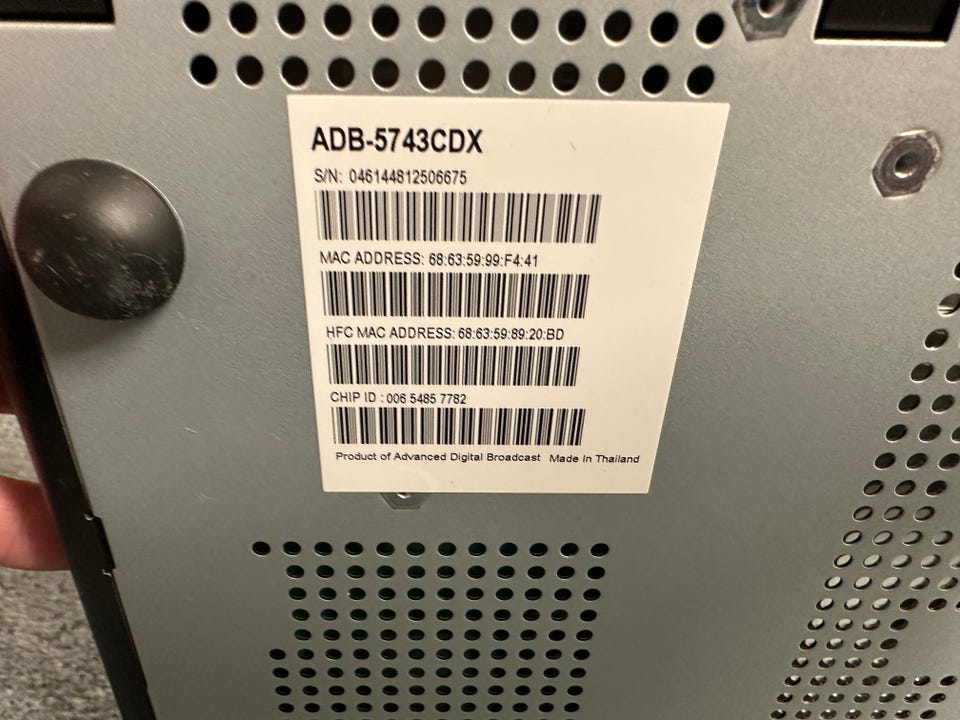 ADB-5743CDX
S/N: 046144812506675
MAC ADDRESS: 68:63:59:99:F4:41
HFC MAC ADDRESS: 68:63:59:89:20:BD
CHIP ID : 006 5485 7782
Product of Advanced Digital Broadcast Made In Thailand